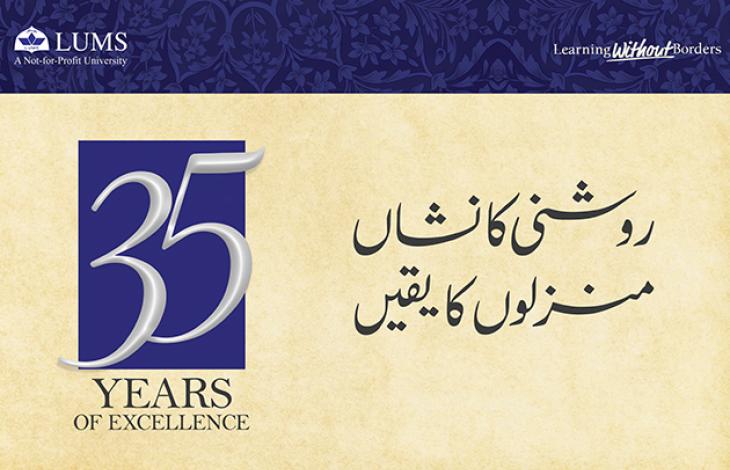 LUMS
A Not-for-Profit University
Learning Without Borders
35
YEARS
OF EXCELLENCE
روشنی کا نشاں
منزلوں کا یقیں